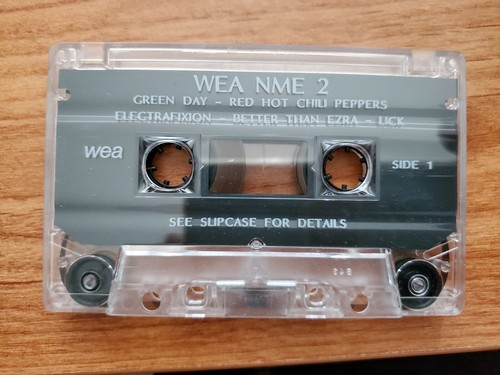 WEA NME 2
GREEN DAY - RED HOT CHILI PEPPERS
ELECTRAFIXION - BETTER THAN EZRA - LICK
wea
SIDE 1
SEE SLIPCASE FOR DETAILS